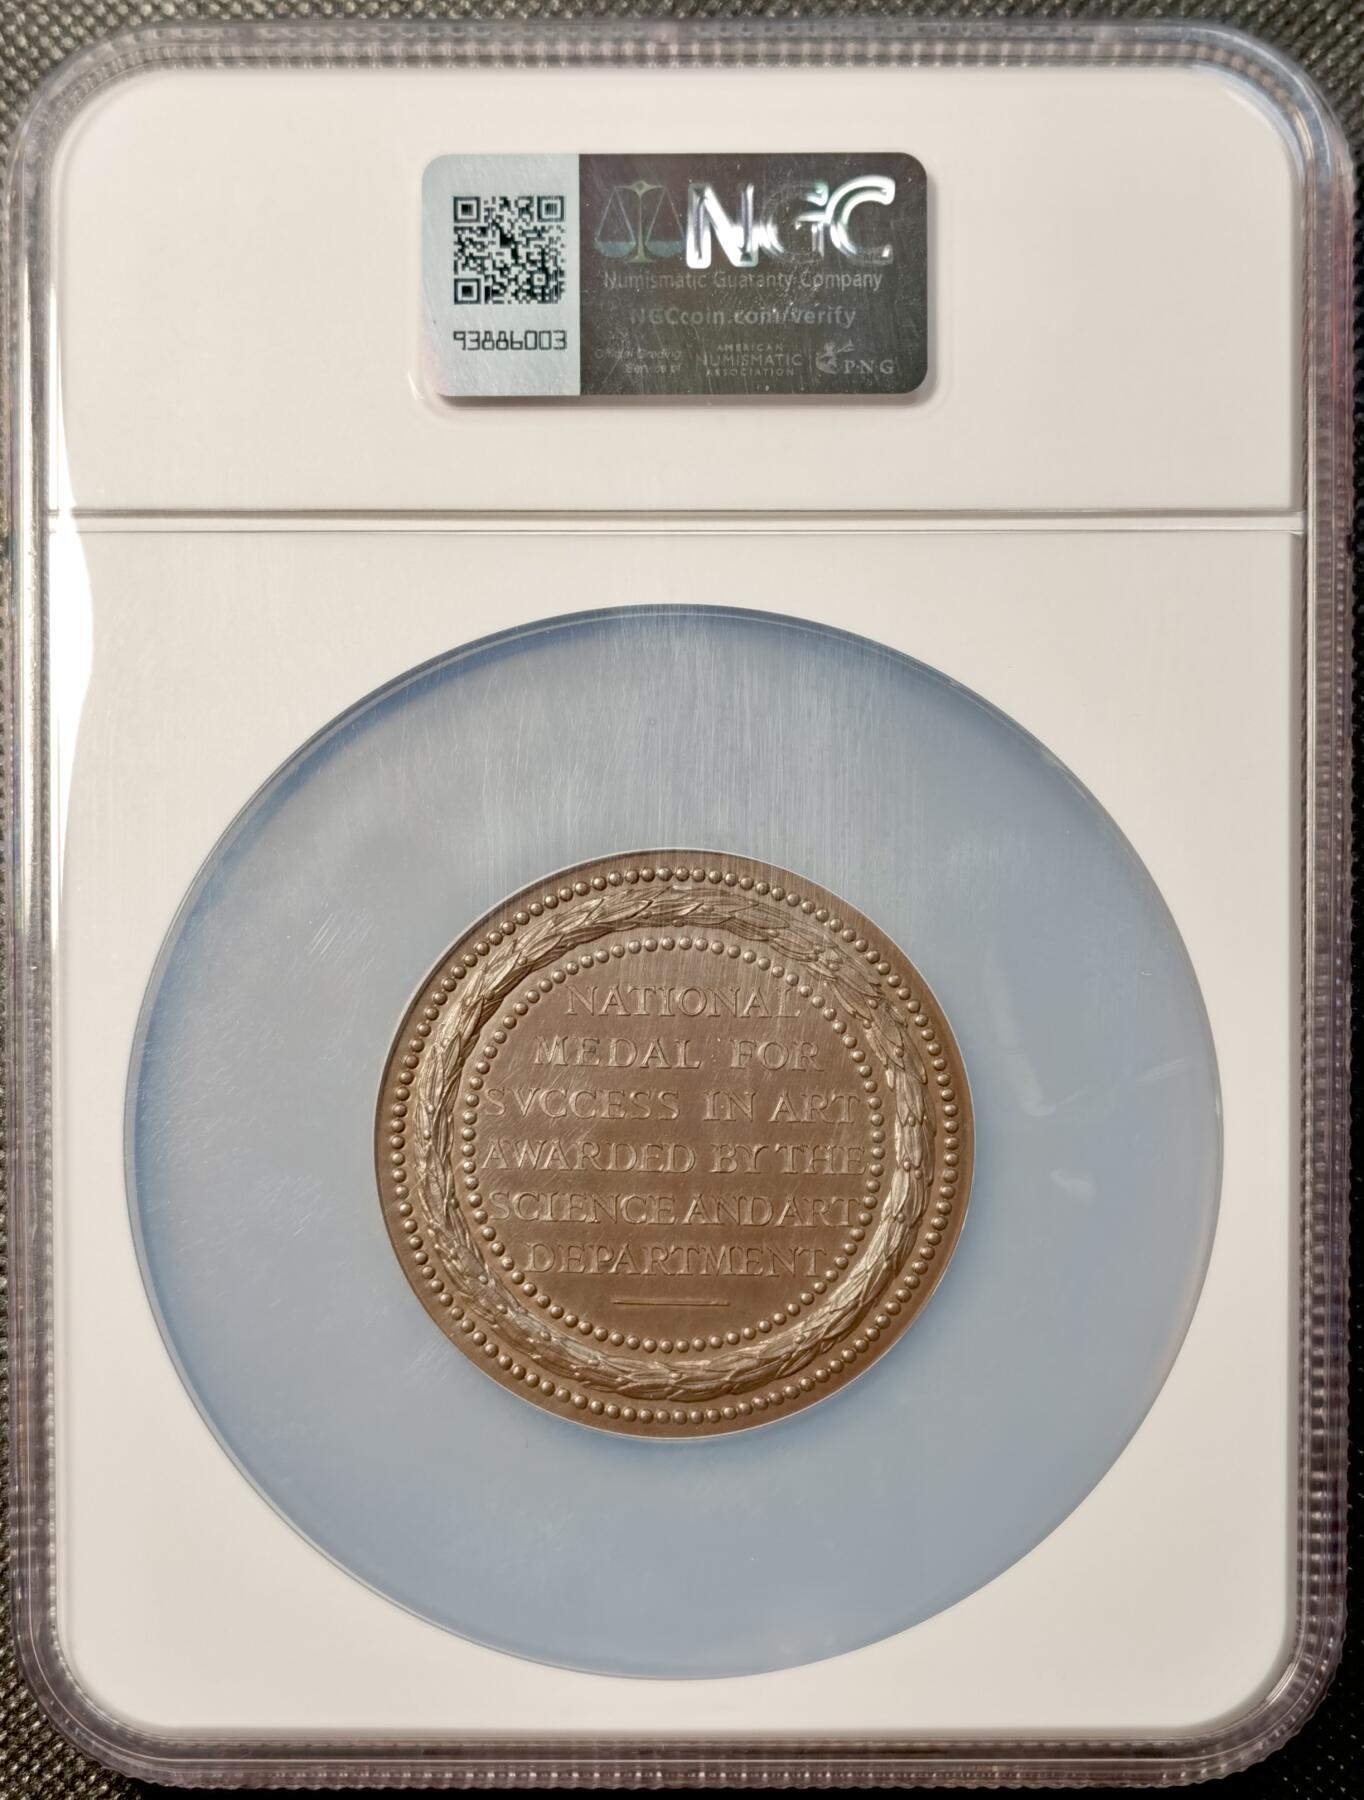 NGC
Numismatic Guaranty Company
NGCcoin.com/verify
93886003
Official Grading
Service of
AMERICAN
NUMISMATIC
ASSOCIATION
P·N·G
NATIONAL
MEDAL FOR
SVCCESS IN ART
AWARDED BY THE
SCIENCE AND ART
DEPARTMENT